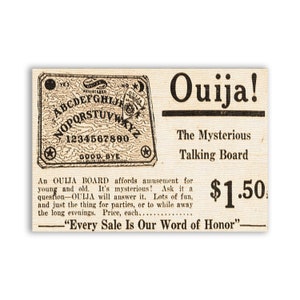 Ouija!
YES
NO
ABCDEFGHIJKLM
NOPQRSTUVWXYZ
1234567890
GOOD BYE
The Mysterious
Talking Board
An OUIJA BOARD affords amusement for
young and old. It's mysterious! Ask it a
question—OUIJA will answer it. Lots of fun,
and just the thing for parties, or to while away
the long evenings. Price, each...............
$1.50
"Every Sale Is Our Word of Honor"